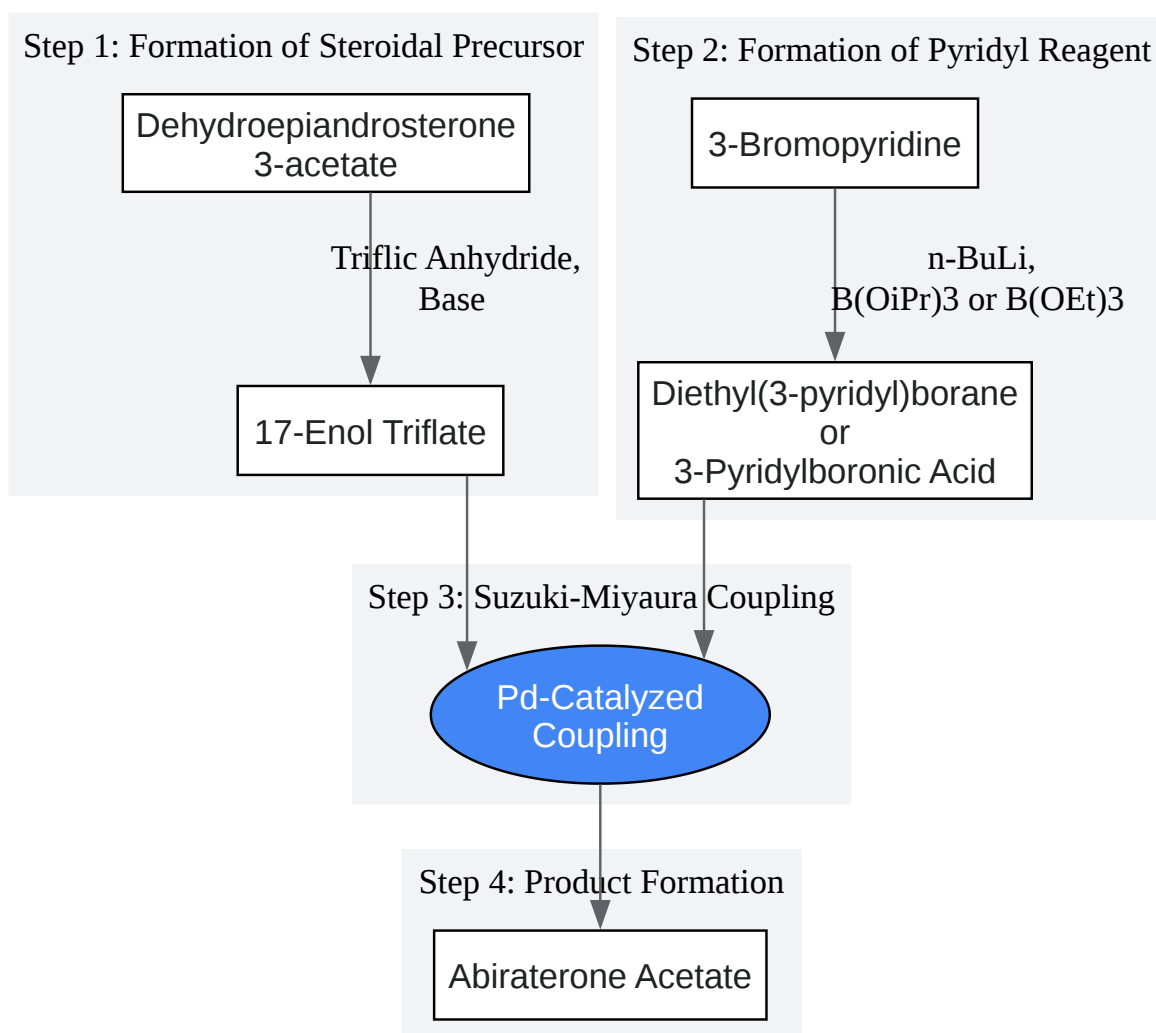 Step 1: Formation of Steroidal Precursor
Dehydroepiandrosterone
3-acetate
Triflic Anhydride,
Base
17-Enol Triflate
Step 2: Formation of Pyridyl Reagent
3-Bromopyridine
n-BuLi,
B(OiPr)3 or B(OEt)3
Diethyl(3-pyridyl)borane
or
3-Pyridylboronic Acid
Step 3: Suzuki-Miyaura Coupling
Pd-Catalyzed
Coupling
Step 4: Product Formation
Abiraterone Acetate